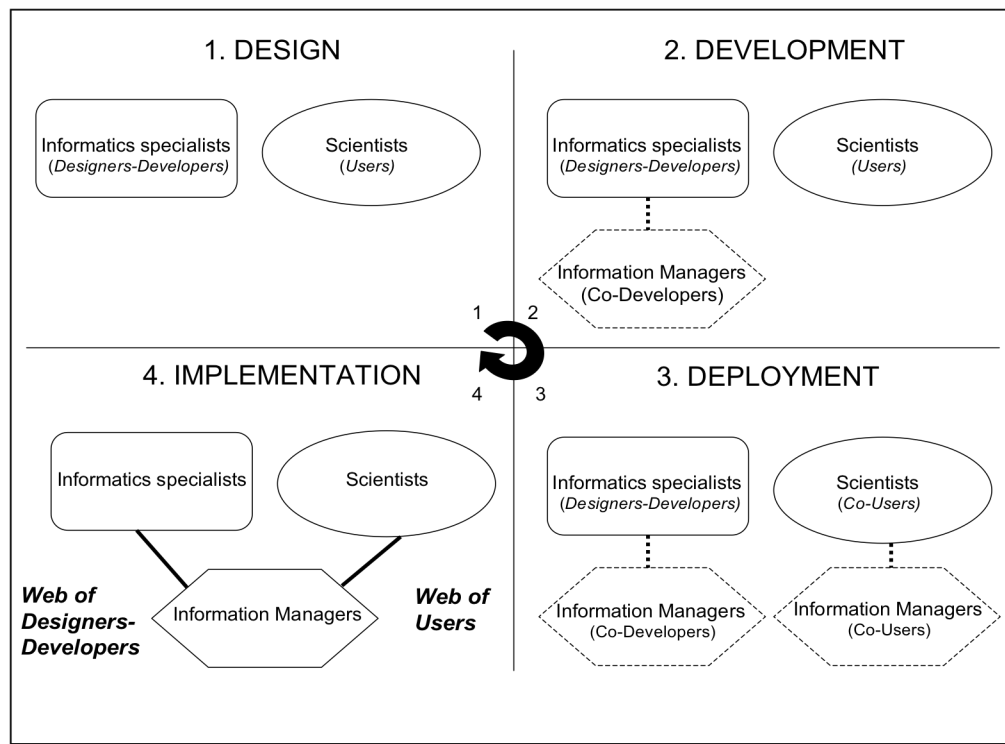 1. DESIGN
Informatics specialists
(Designers-Developers)
Scientists
(Users)
2. DEVELOPMENT
Informatics specialists
(Designers-Developers)
Scientists
(Users)
Information Managers
(Co-Developers)
1
2
4
3
4. IMPLEMENTATION
Informatics specialists
Scientists
Web of
Designers-
Developers
Information Managers
Web of
Users
3. DEPLOYMENT
Informatics specialists
(Designers-Developers)
Scientists
(Co-Users)
Information Managers
(Co-Developers)
Information Managers
(Co-Users)